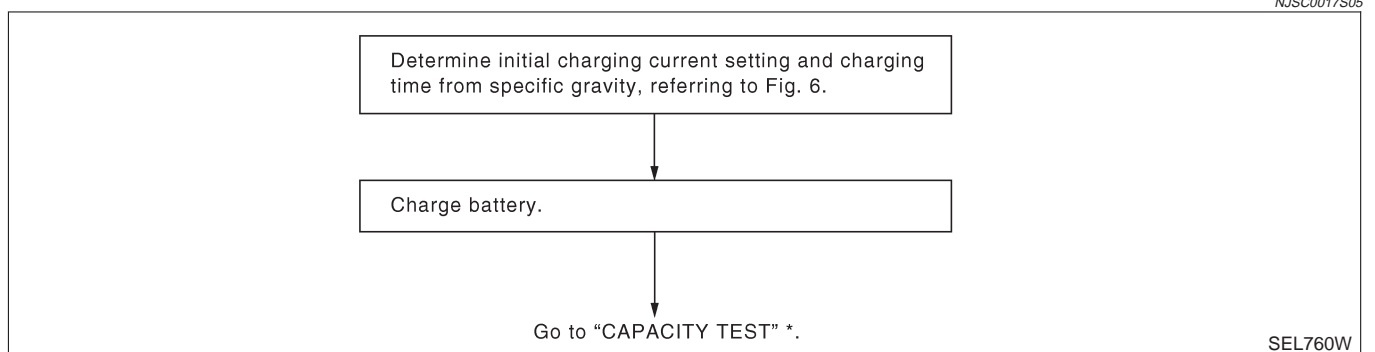 NJSC0017S05
Determine initial charging current setting and charging
time from specific gravity, referring to Fig. 6.
Charge battery.
Go to “CAPACITY TEST” *.
SEL760W